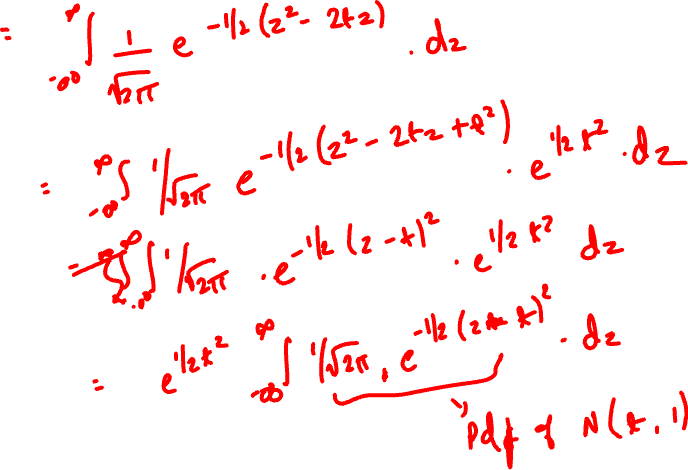 = ∫_{-∞}^{∞} 1/√2π e^{-1/2 (z² - 2tz)} . dz
= ∫_{-∞}^{∞} 1/√2π e^{-1/2 (z² - 2tz + t²)} . e^{1/2 t²} . dz
= ∫_{-∞}^{∞} 1/√2π . e^{-1/2 (z - t)²} . e^{1/2 t²} dz
= e^{1/2 t²} ∫_{-∞}^{∞} 1/√2π . e^{-1/2 (z - t)²} . dz
Pdf of N(t, 1)